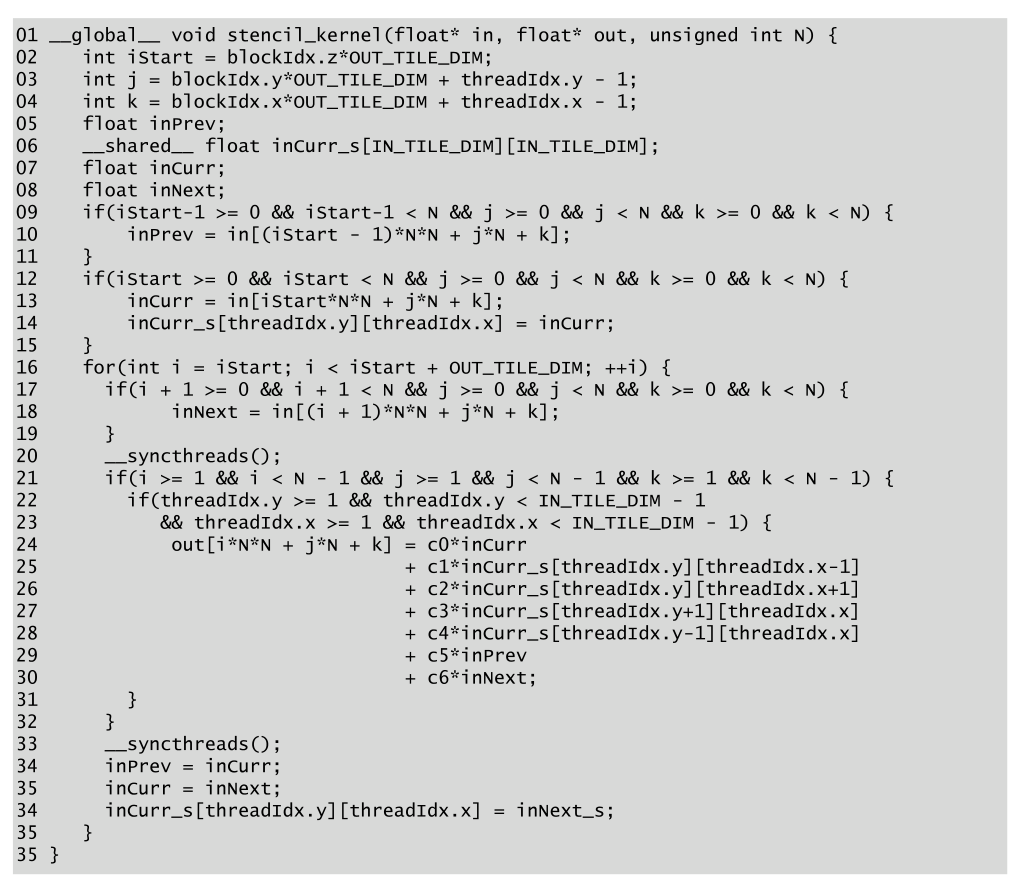 01 __global__ void stencil_kernel(float* in, float* out, unsigned int N) {
02     int iStart = blockIdx.z*OUT_TILE_DIM;
03     int j = blockIdx.y*OUT_TILE_DIM + threadIdx.y - 1;
04     int k = blockIdx.x*OUT_TILE_DIM + threadIdx.x - 1;
05     float inPrev;
06     __shared__ float inCurr_s[IN_TILE_DIM][IN_TILE_DIM];
07     float inCurr;
08     float inNext;
09     if(iStart-1 >= 0 && iStart-1 < N && j >= 0 && j < N && k >= 0 && k < N) {
10         inPrev = in[(iStart - 1)*N*N + j*N + k];
11     }
12     if(iStart >= 0 && iStart < N && j >= 0 && j < N && k >= 0 && k < N) {
13         inCurr = in[iStart*N*N + j*N + k];
14         inCurr_s[threadIdx.y][threadIdx.x] = inCurr;
15     }
16     for(int i = iStart; i < iStart + OUT_TILE_DIM; ++i) {
17       if(i + 1 >= 0 && i + 1 < N && j >= 0 && j < N && k >= 0 && k < N) {
18            inNext = in[(i + 1)*N*N + j*N + k];
19       }
20       __syncthreads();
21       if(i >= 1 && i < N - 1 && j >= 1 && j < N - 1 && k >= 1 && k < N - 1) {
22         if(threadIdx.y >= 1 && threadIdx.y < IN_TILE_DIM - 1
23            && threadIdx.x >= 1 && threadIdx.x < IN_TILE_DIM - 1) {
24             out[i*N*N + j*N + k] = c0*inCurr
25                                  + c1*inCurr_s[threadIdx.y][threadIdx.x-1]
26                                  + c2*inCurr_s[threadIdx.y][threadIdx.x+1]
27                                  + c3*inCurr_s[threadIdx.y+1][threadIdx.x]
28                                  + c4*inCurr_s[threadIdx.y-1][threadIdx.x]
29                                  + c5*inPrev
30                                  + c6*inNext;
31         }
32       }
33       __syncthreads();
34       inPrev = inCurr;
35       inCurr = inNext;
34       inCurr_s[threadIdx.y][threadIdx.x] = inNext_s;
35     }
35 }